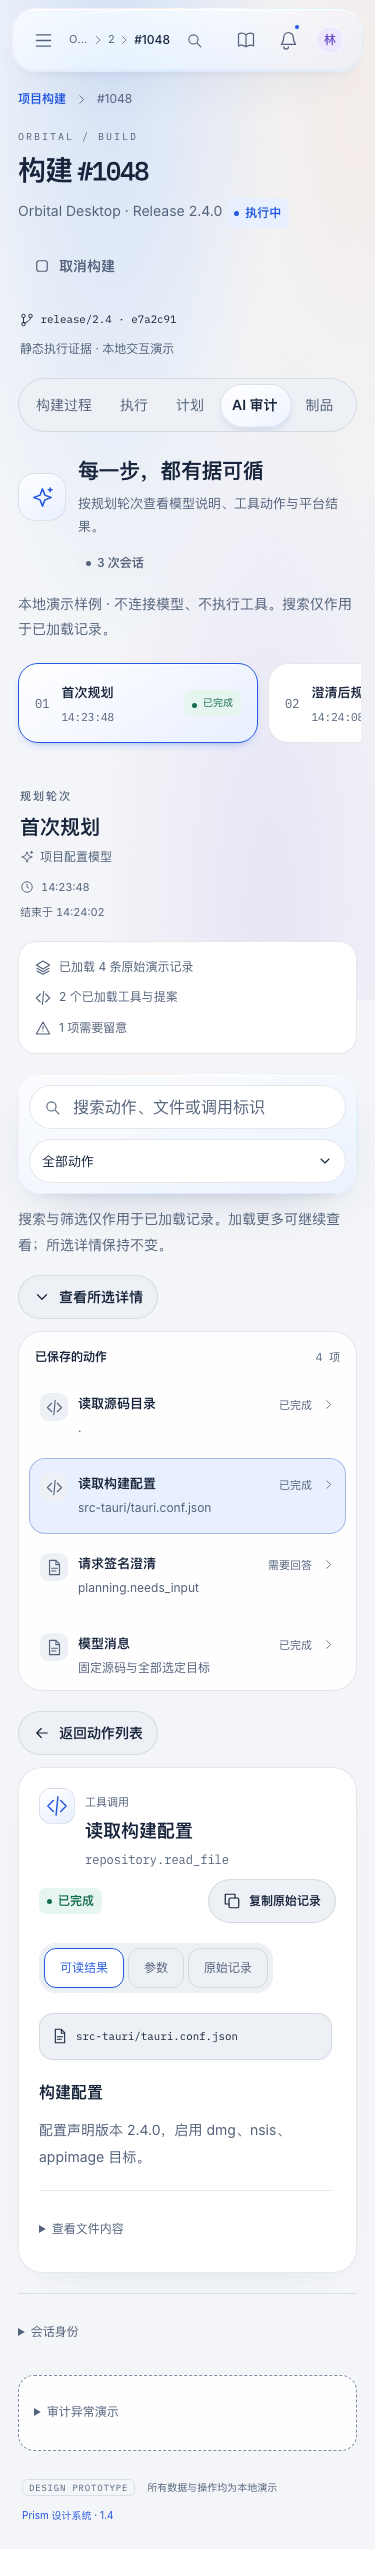 O... > 2 > #1048 林
项目构建 > #1048
ORBITAL / BUILD
构建 #1048
Orbital Desktop · Release 2.4.0 执行中
取消构建
release/2.4 · e7a2c91
静态执行证据 · 本地交互演示
构建过程 执行 计划 AI 审计 制品
每一步，都有据可循
按规划轮次查看模型说明、工具动作与平台结
果。
3 次会话
本地演示样例 · 不连接模型、不执行工具。搜索仅作用
于已加载记录。
01 首次规划 已完成 02 澄清后规
14:23:48 14:24:08
规划轮次
首次规划
项目配置模型
14:23:48
结束于 14:24:02
已加载 4 条原始演示记录
2 个已加载工具与提案
1 项需要留意
搜索动作、文件或调用标识
全部动作
搜索与筛选仅作用于已加载记录。加载更多可继续查
看；所选详情保持不变。
查看所选详情
已保存的动作 4 项
读取源码目录 已完成
.
读取构建配置 已完成
src-tauri/tauri.conf.json
请求签名澄清 需要回答
planning.needs_input
模型消息 已完成
固定源码与全部选定目标
返回动作列表
工具调用
读取构建配置
repository.read_file
已完成 复制原始记录
可读结果 参数 原始记录
src-tauri/tauri.conf.json
构建配置
配置声明版本 2.4.0，启用 dmg、nsis、
appimage 目标。
查看文件内容
会话身份
审计异常演示
DESIGN PROTOTYPE 所有数据与操作均为本地演示
Prism 设计系统 · 1.4